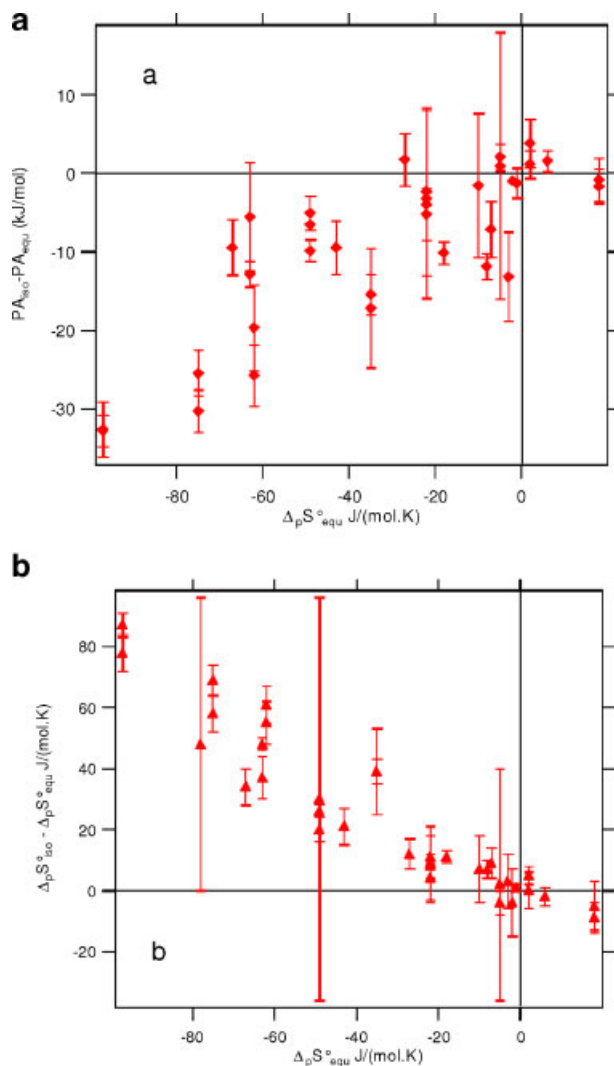 a
a
10
0
-10
-20
-30
PA_iso-PA_equ (kJ/mol)
-80 -60 -40 -20 0
Δ_pS°_equ J/(mol.K)
b
80
60
40
20
0
-20
Δ_pS°_iso - Δ_pS°_equ J/(mol.K)
b
-80 -60 -40 -20 0
Δ_pS°_equ J/(mol.K)